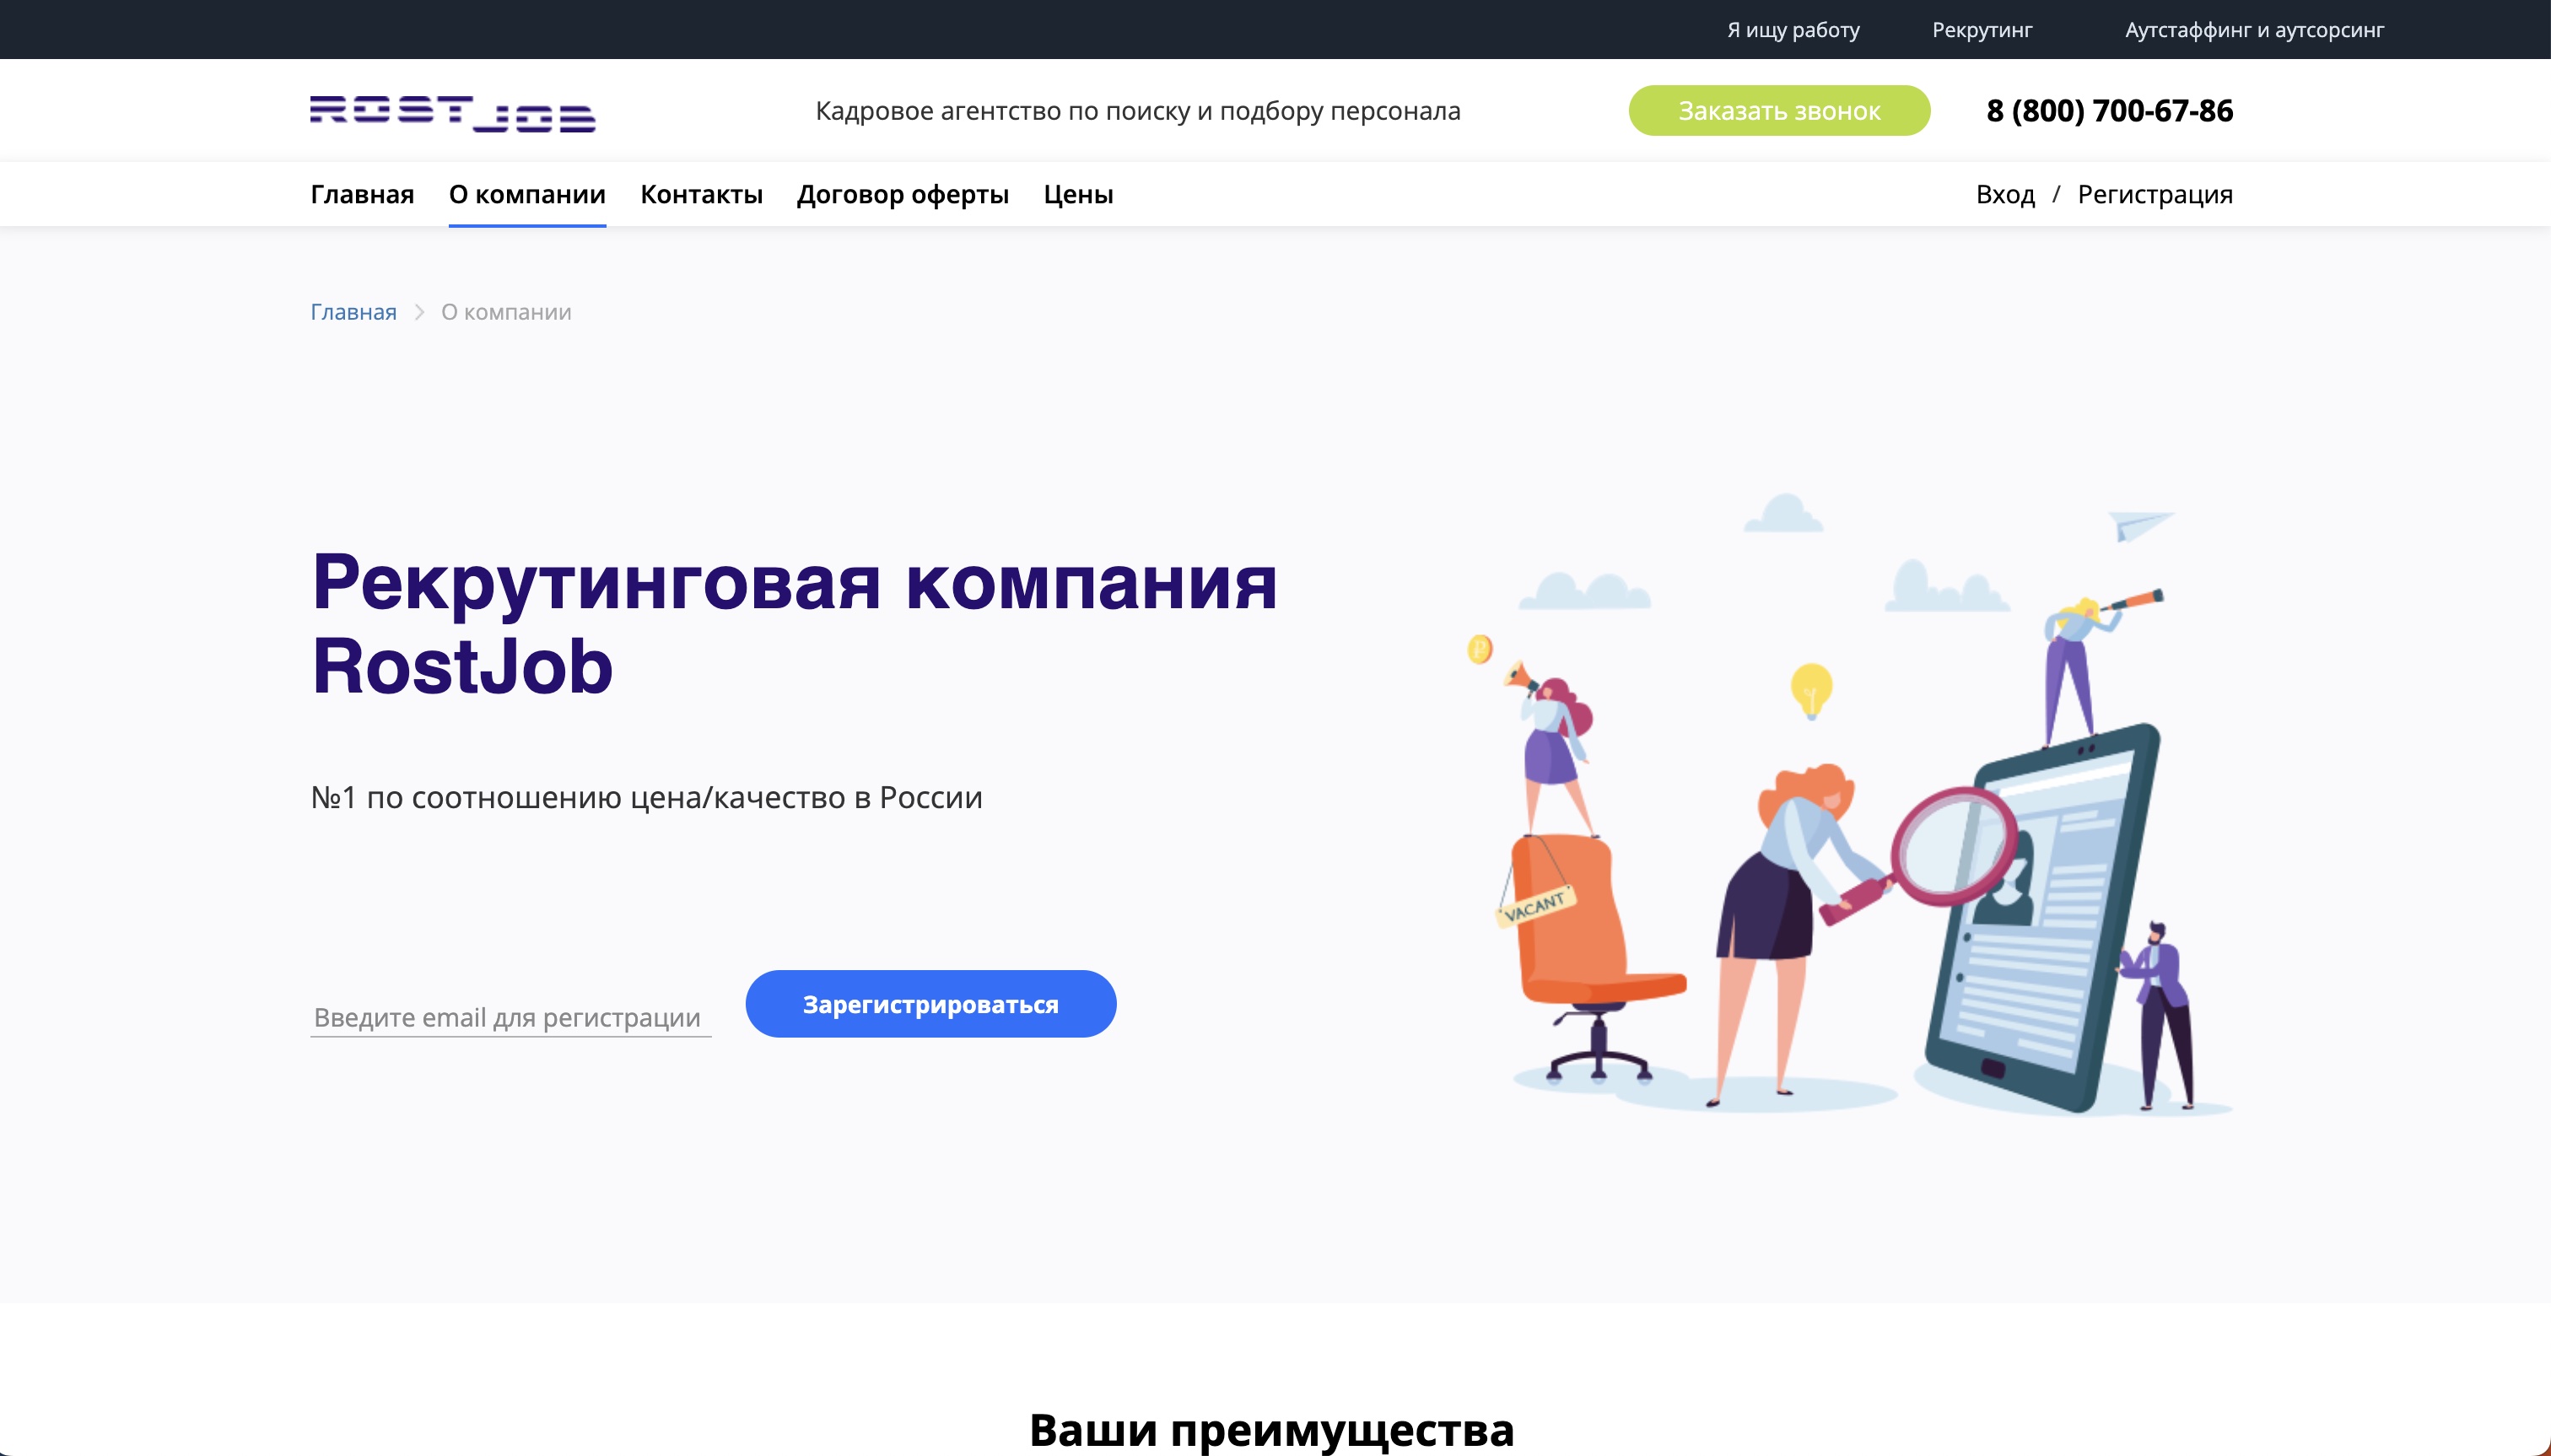 Я ищу работу Рекрутинг Аутстаффинг и аутсорсинг
ROSTJOB Кадровое агентство по поиску и подбору персонала Заказать звонок 8 (800) 700-67-86
Главная О компании Контакты Договор оферты Цены Вход / Регистрация
Главная О компании
Рекрутинговая компания
RostJob
№1 по соотношению цена/качество в России
VACANT
Введите email для регистрации Зарегистрироваться
Ваши преимущества